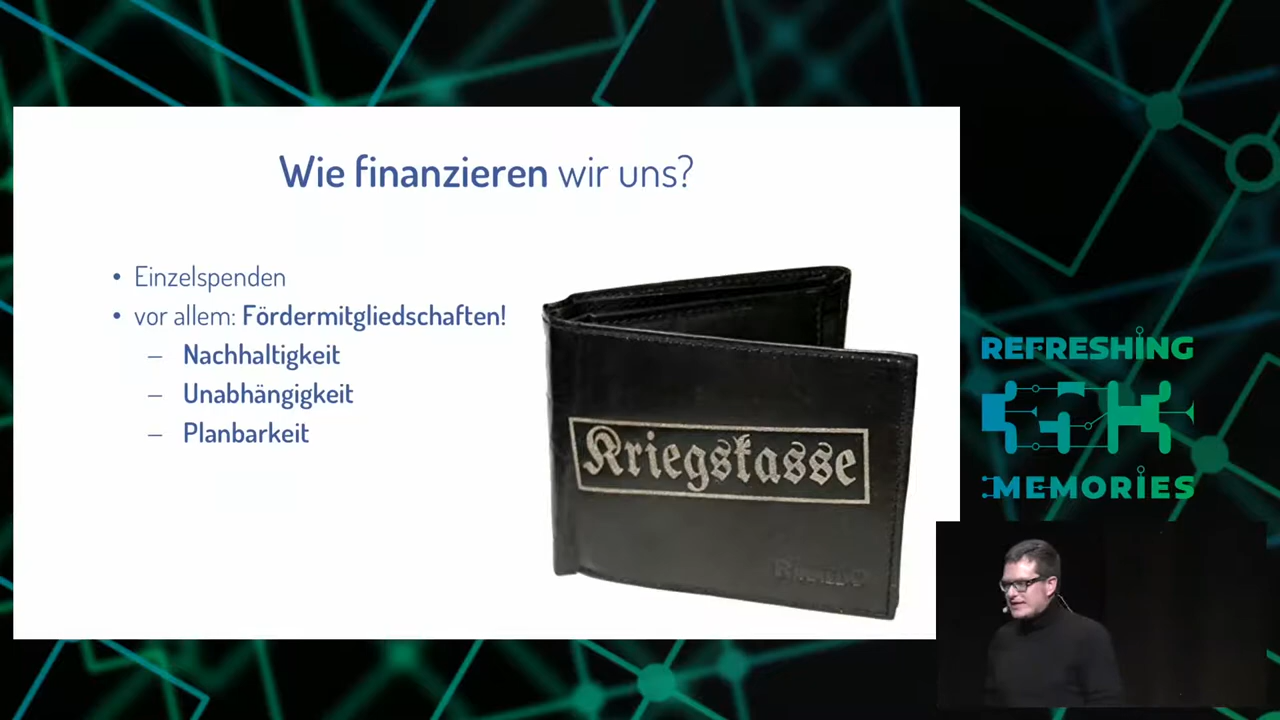 Wie finanzieren wir uns?
• Einzelspenden
• vor allem: Fördermitgliedschaften!
– Nachhaltigkeit
– Unabhängigkeit
– Planbarkeit
Kriegskasse
REFRESHING
MEMORIES